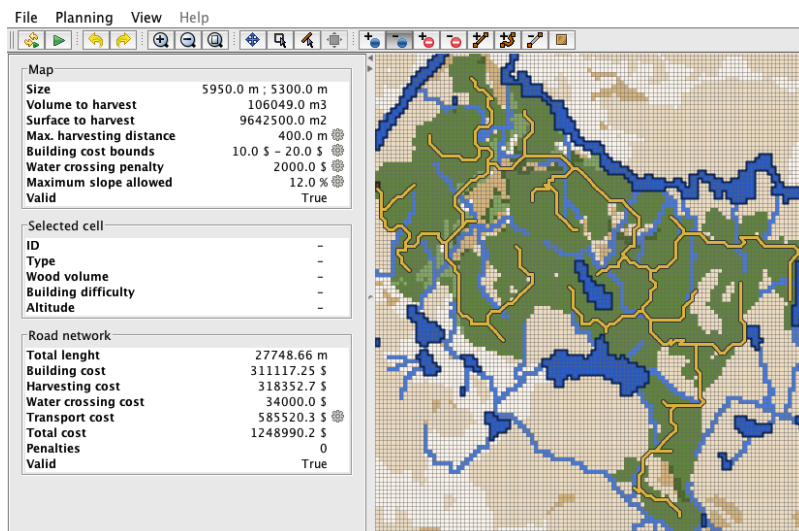 File Planning View Help
Map
Size 5950.0 m ; 5300.0 m
Volume to harvest 106049.0 m3
Surface to harvest 9642500.0 m2
Max. harvesting distance 400.0 m
Building cost bounds 10.0 $ - 20.0 $
Water crossing penalty 2000.0 $
Maximum slope allowed 12.0 %
Valid True
Selected cell
ID -
Type -
Wood volume -
Building difficulty -
Altitude -
Road network
Total lenght 27748.66 m
Building cost 311117.25 $
Harvesting cost 318352.7 $
Water crossing cost 34000.0 $
Transport cost 585520.3 $
Total cost 1248990.2 $
Penalties 0
Valid True